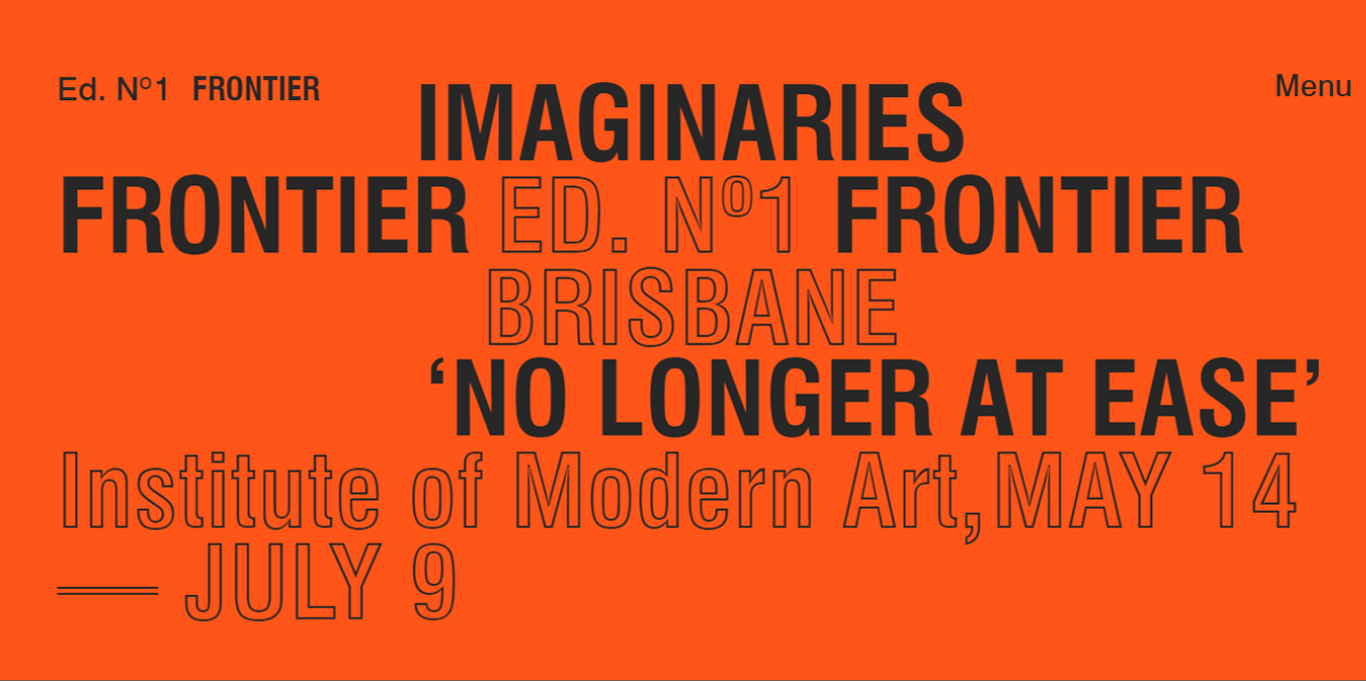 Ed. Nº1 FRONTIER
Menu
IMAGINARIES
FRONTIER ED. Nº1 FRONTIER
BRISBANE
‘NO LONGER AT EASE’
Institute of Modern Art, MAY 14
— JULY 9